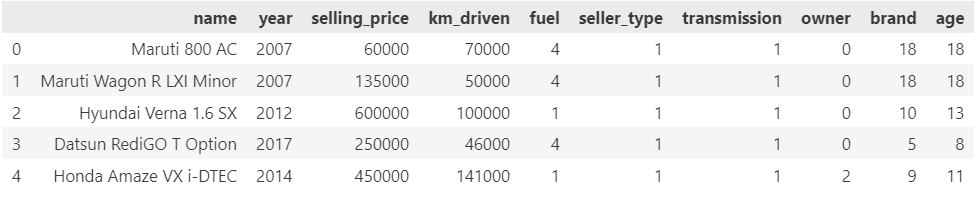 name year selling_price km_driven fuel seller_type transmission owner brand age
0 Maruti 800 AC 2007 60000 70000 4 1 1 0 18 18
1 Maruti Wagon R LXI Minor 2007 135000 50000 4 1 1 0 18 18
2 Hyundai Verna 1.6 SX 2012 600000 100000 1 1 1 0 10 13
3 Datsun RediGO T Option 2017 250000 46000 4 1 1 0 5 8
4 Honda Amaze VX i-DTEC 2014 450000 141000 1 1 1 2 9 11